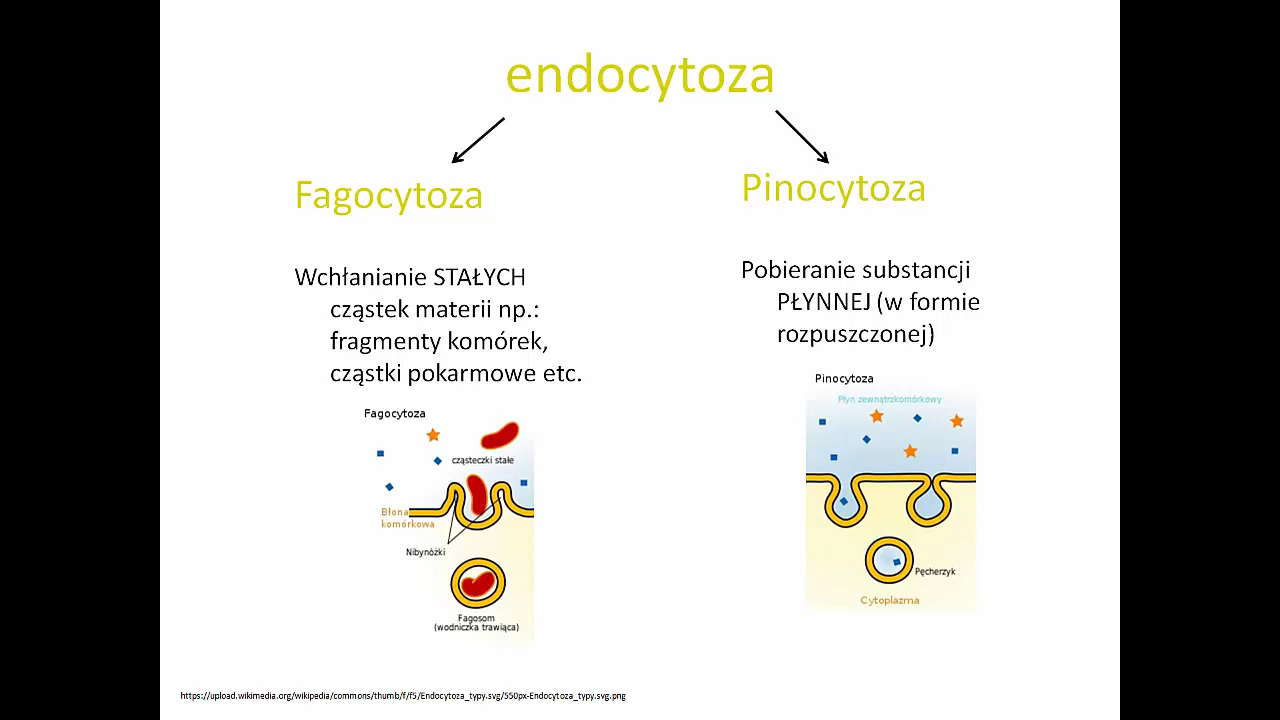 endocytoza
Fagocytoza
Wchłanianie STAŁYCH
cząstek materii np.:
fragmenty komórek,
cząstki pokarmowe etc.
Fagocytoza
cząsteczki stałe
Błona
komórkowa
Nibynóżki
Fagosom
(wodniczka trawiąca)
Pinocytoza
Pobieranie substancji
PŁYNNEJ (w formie
rozpuszczonej)
Pinocytoza
Płyn zewnątrzkomórkowy
Pęcherzyk
Cytoplazma
https://upload.wikimedia.org/wikipedia/commons/thumb/f/f5/Endocytoza_typy.svg/550px-Endocytoza_typy.svg.png